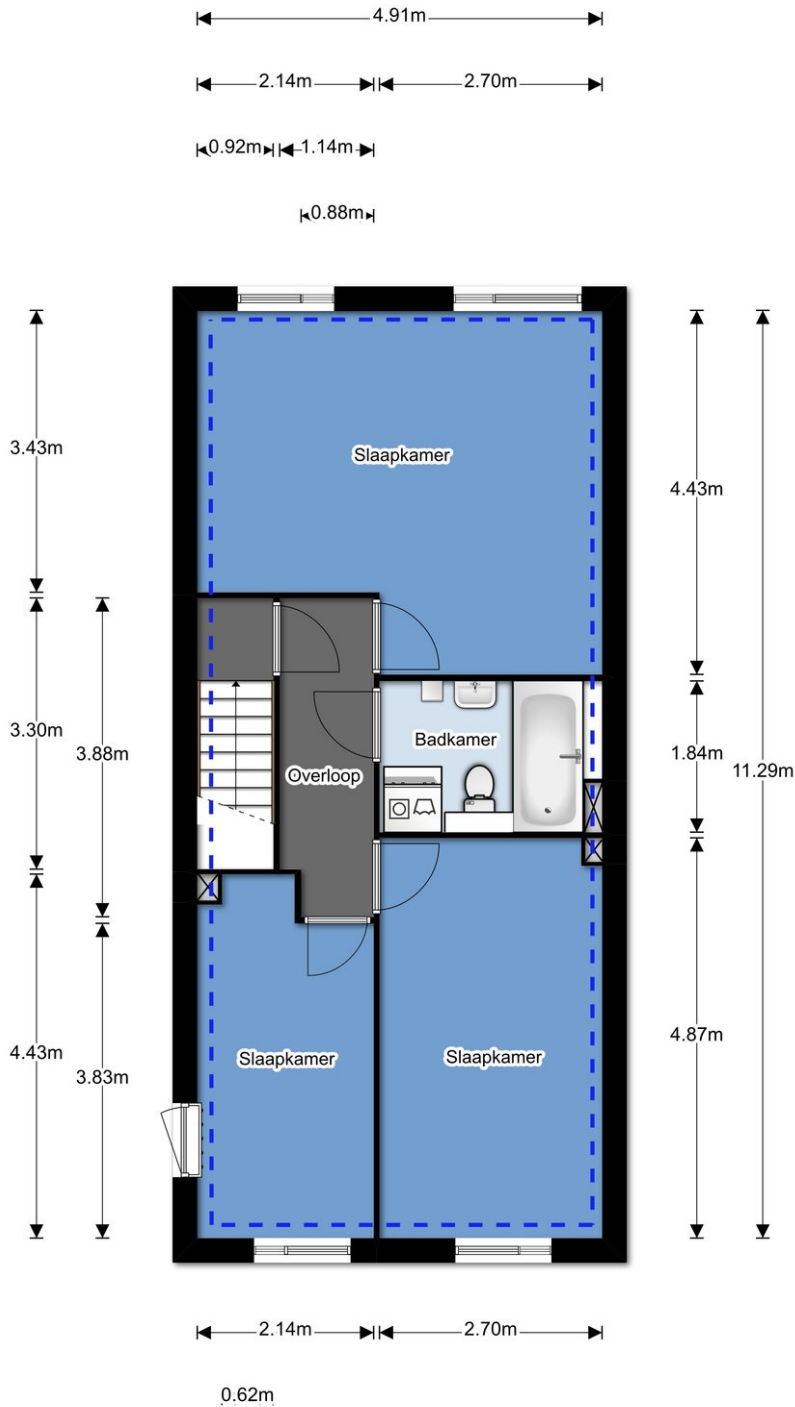 4.91m
2.14m
2.70m
0.92m
1.14m
0.88m
3.43m
Slaapkamer
4.43m
3.30m
3.88m
Badkamer
1.84m
Overloop
11.29m
4.43m
3.83m
Slaapkamer
Slaapkamer
4.87m
2.14m
2.70m
0.62m